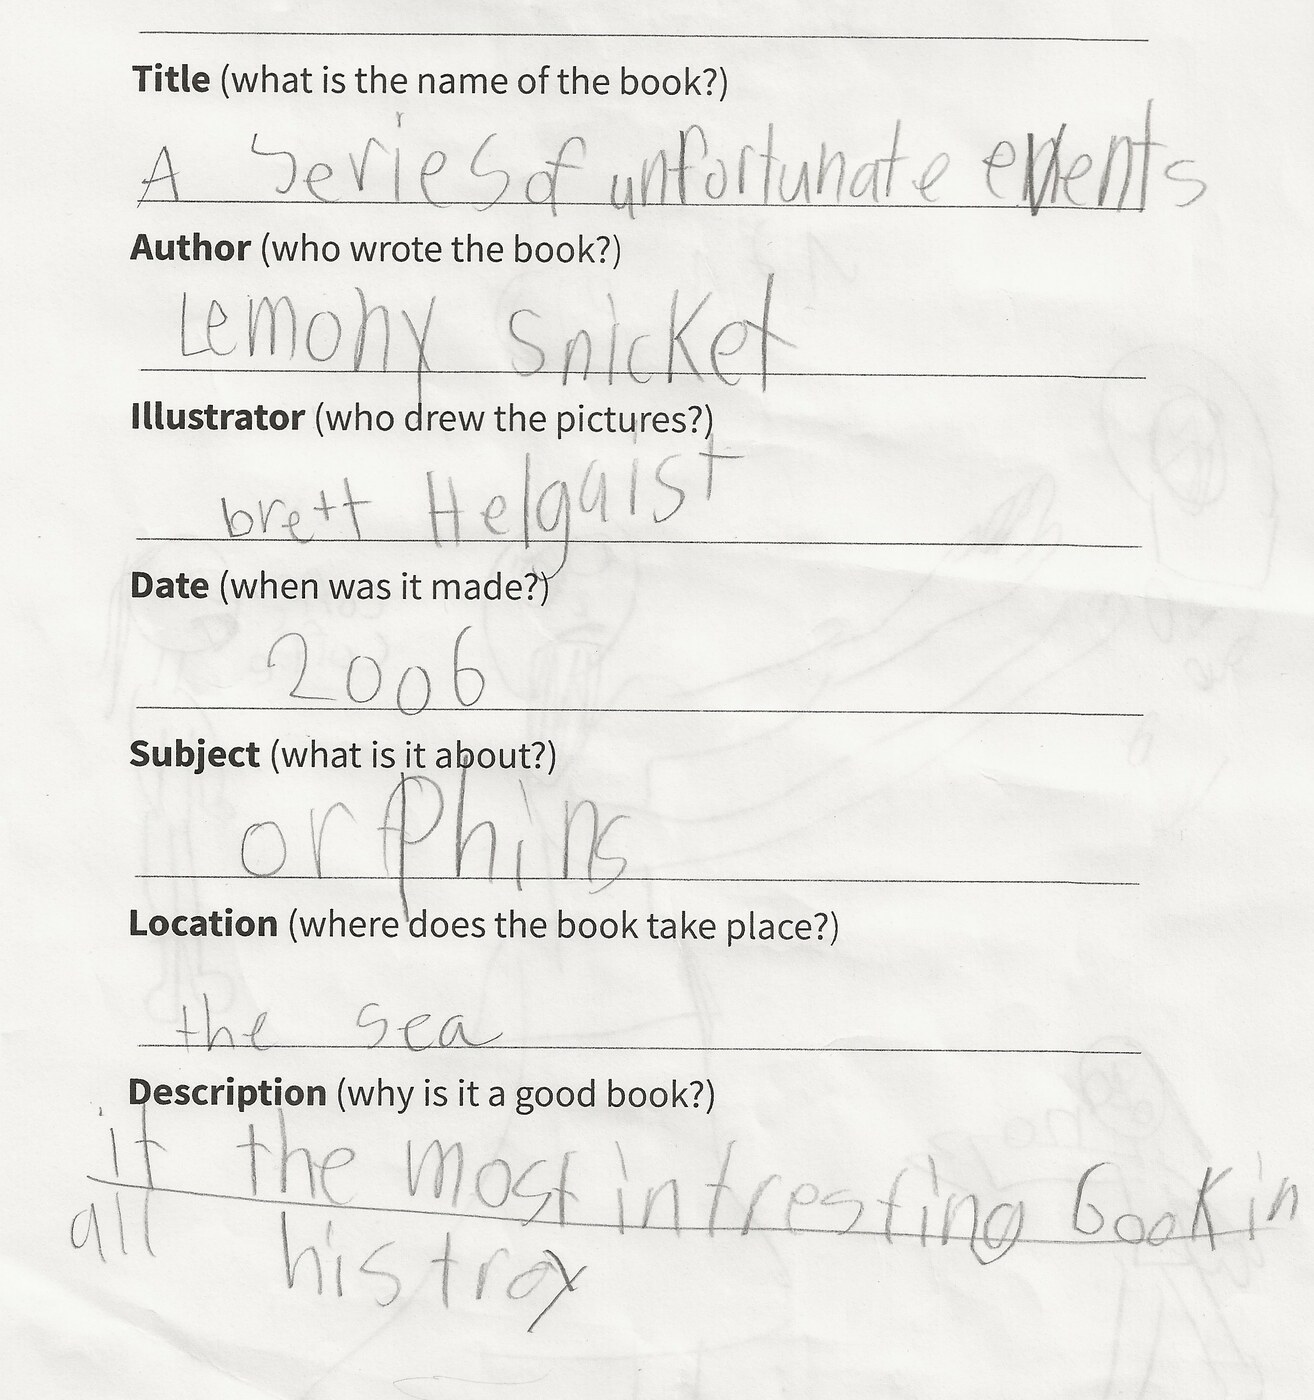 Title (what is the name of the book?)
A Series of unfortunate events
Author (who wrote the book?)
Lemony Snicket
Illustrator (who drew the pictures?)
brett Helquist
Date (when was it made?)
2006
Subject (what is it about?)
orphins
Location (where does the book take place?)
the sea
Description (why is it a good book?)
it the most intresting book in
all histroy